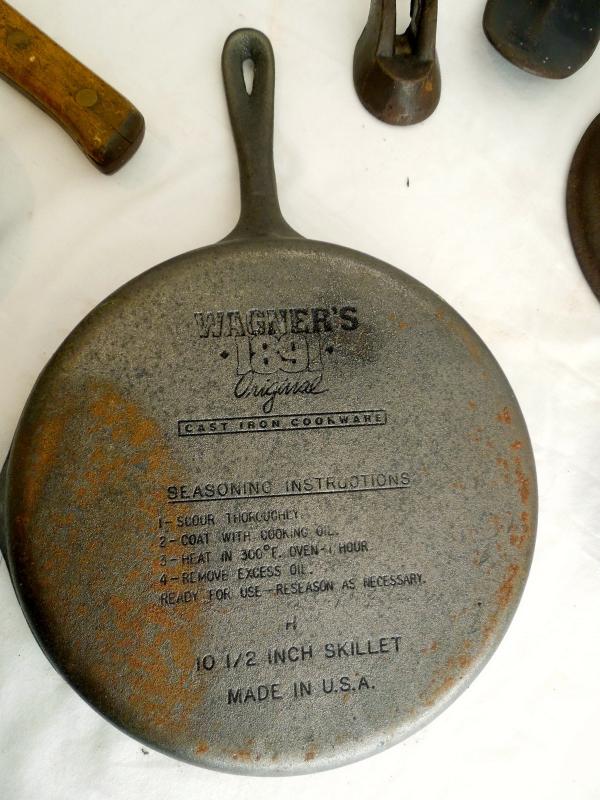 WAGNER'S
·1891·
Original
CAST IRON COOKWARE
SEASONING INSTRUCTIONS
1- SCOUR THOROUGHLY.
2- COAT WITH COOKING OIL.
3- HEAT IN 300°F. OVEN-1 HOUR
4- REMOVE EXCESS OIL.
READY FOR USE - RESEASON AS NECESSARY.
H
10 1/2 INCH SKILLET
MADE IN U.S.A.